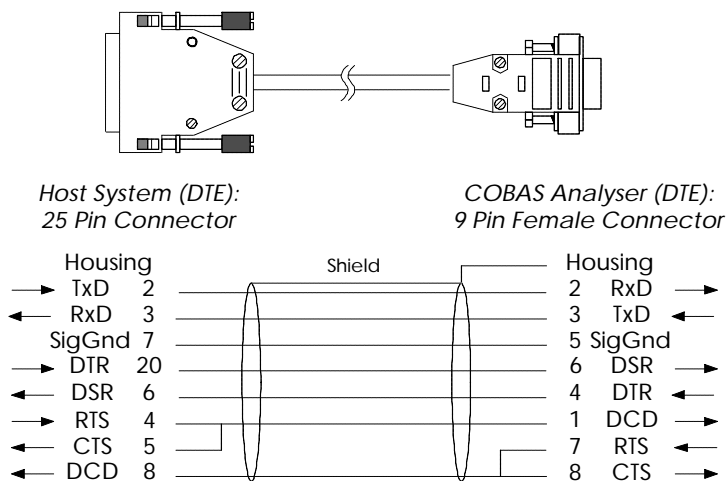 Host System (DTE): COBAS Analyser (DTE):
25 Pin Connector 9 Pin Female Connector
Housing Shield Housing
TxD 2 2 RxD
RxD 3 3 TxD
SigGnd 7 5 SigGnd
DTR 20 6 DSR
DSR 6 4 DTR
RTS 4 1 DCD
CTS 5 7 RTS
DCD 8 8 CTS